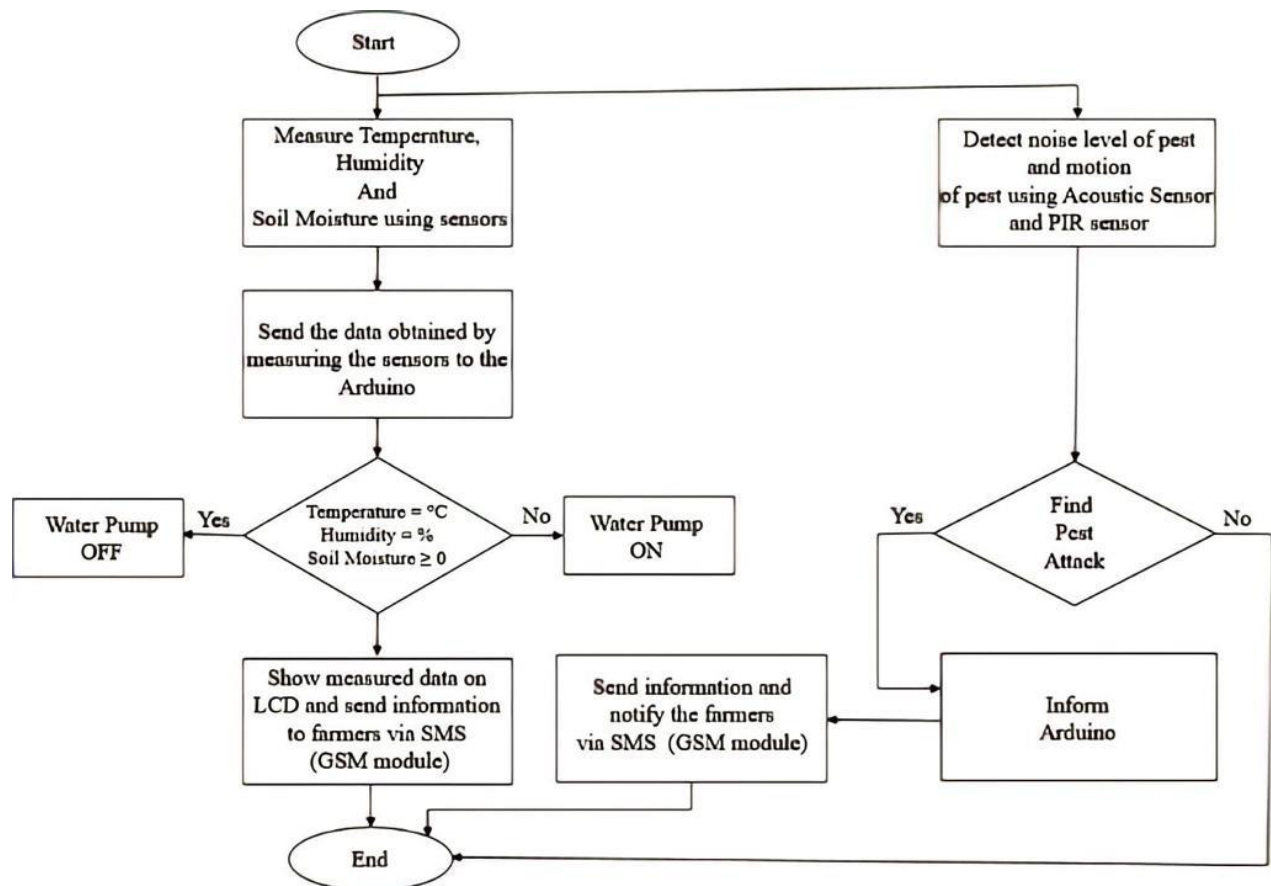 Start
Measure Temperature,
Humidity
And
Soil Moisture using sensors
Detect noise level of pest
and motion
of pest using Acoustic Sensor
and PIR sensor
Send the data obtained by
measuring the sensors to the
Arduino
Temperature = °C
Humidity = %
Soil Moisture ≥ 0
Yes
No
Water Pump
OFF
Water Pump
ON
Find
Pest
Attack
Yes
No
Show measured data on
LCD and send information
to farmers via SMS
(GSM module)
Send information and
notify the farmers
via SMS (GSM module)
Inform
Arduino
End